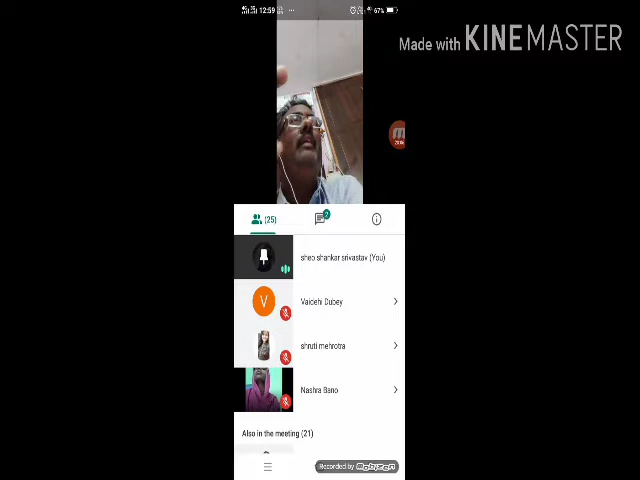 12:59 ... 67%
Made with KINEMASTER
(25) 2
sheo shankar srivastav (You)
V Vaidehi Dubey
shruti mehrotra
Nashra Bano
Also in the meeting (21)
Recorded by Mobizen